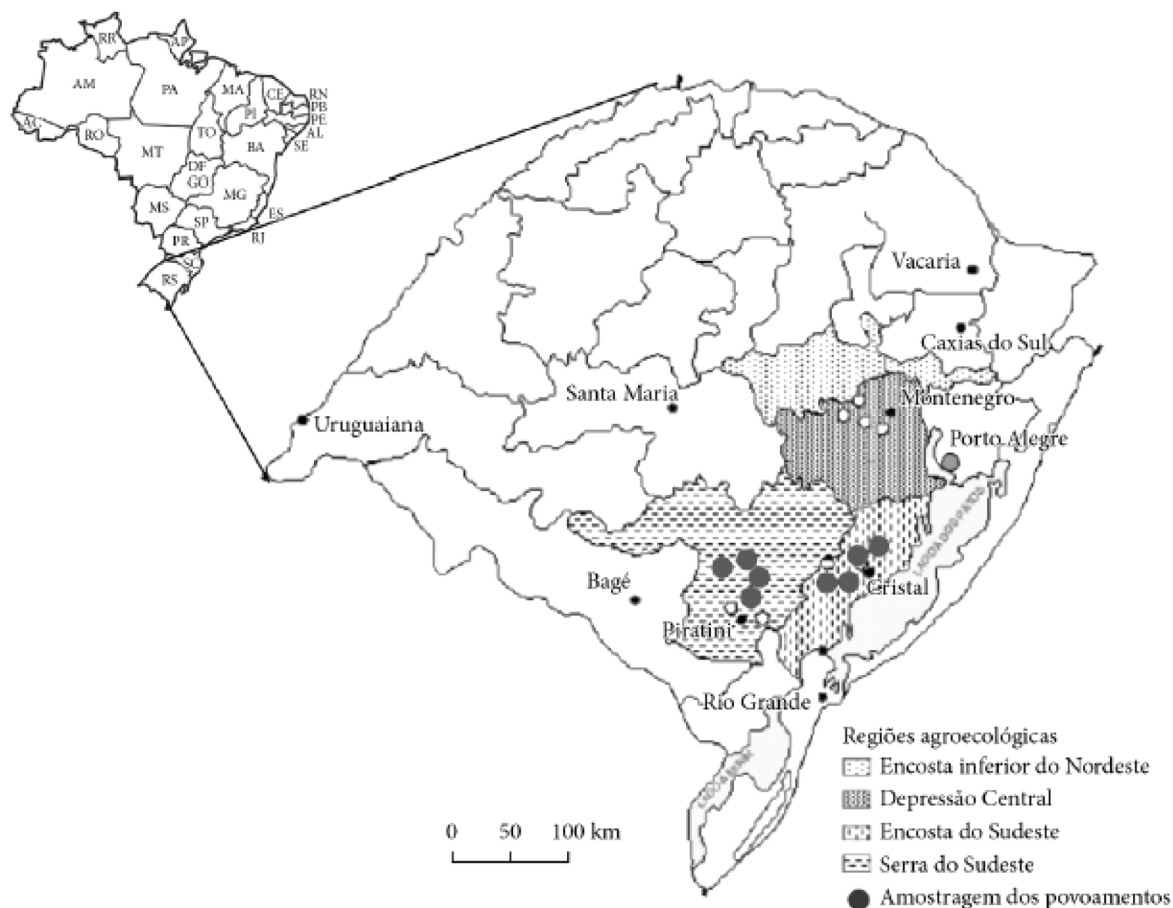 RR
AP
AM
PA
MA
CE
RN
PB
PE
AL
SE
PI
AC
RO
TO
MT
BA
DF
GO
MG
MS
ES
SP
RJ
PR
SC
RS
Vacaria
Caxias do Sul
Santa Maria
Montenegro
Uruguaiana
Porto Alegre
LAGOA DOS PATOS
Bagé
Cristal
Piratini
Rio Grande
Regiões agroecológicas
Encosta inferior do Nordeste
Depressão Central
Encosta do Sudeste
Serra do Sudeste
Amostragem dos povoamentos
0 50 100 km